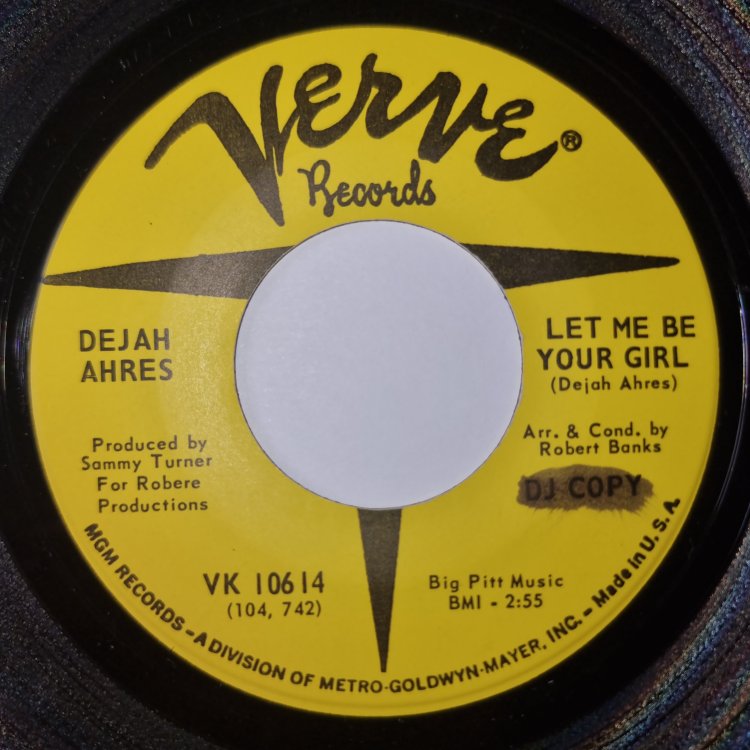 Verve®
Records
DEJAH
AHRES
LET ME BE
YOUR GIRL
(Dejah Ahres)
Produced by
Sammy Turner
For Robere
Productions
Arr. & Cond. by
Robert Banks
DJ COPY
VK 10614
(104, 742)
Big Pitt Music
BMI - 2:55
MGM RECORDS - A DIVISION OF METRO-GOLDWYN-MAYER, INC. - Made in U.S.A.